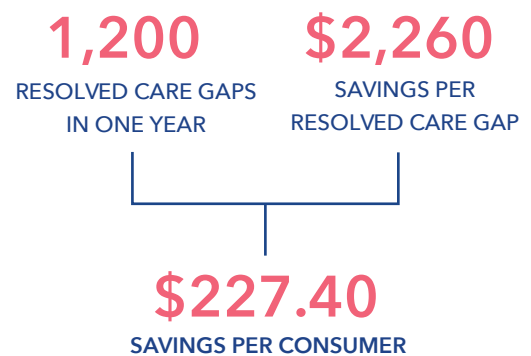 1,200
RESOLVED CARE GAPS
IN ONE YEAR
$2,260
SAVINGS PER
RESOLVED CARE GAP
$227.40
SAVINGS PER CONSUMER